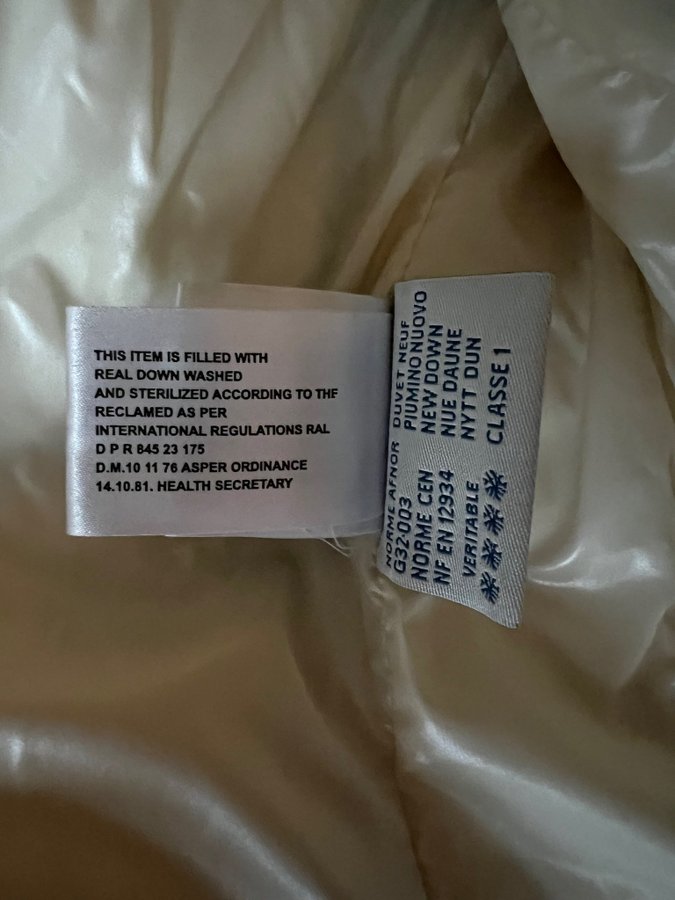 THIS ITEM IS FILLED WITH
REAL DOWN WASHED
AND STERILIZED ACCORDING TO THF
RECLAMED AS PER
INTERNATIONAL REGULATIONS RAL
D P R 845 23 175
D.M.10 11 76 ASPER ORDINANCE
14.10.81. HEALTH SECRETARY
NORME AFNOR DUVET NEUF
G32-003 PIUMINO NUOVO
NORME CEN NEW DOWN
NF EN 12934 NUE DAUNE
VERITABLE NYTT DUN
CLASSE 1